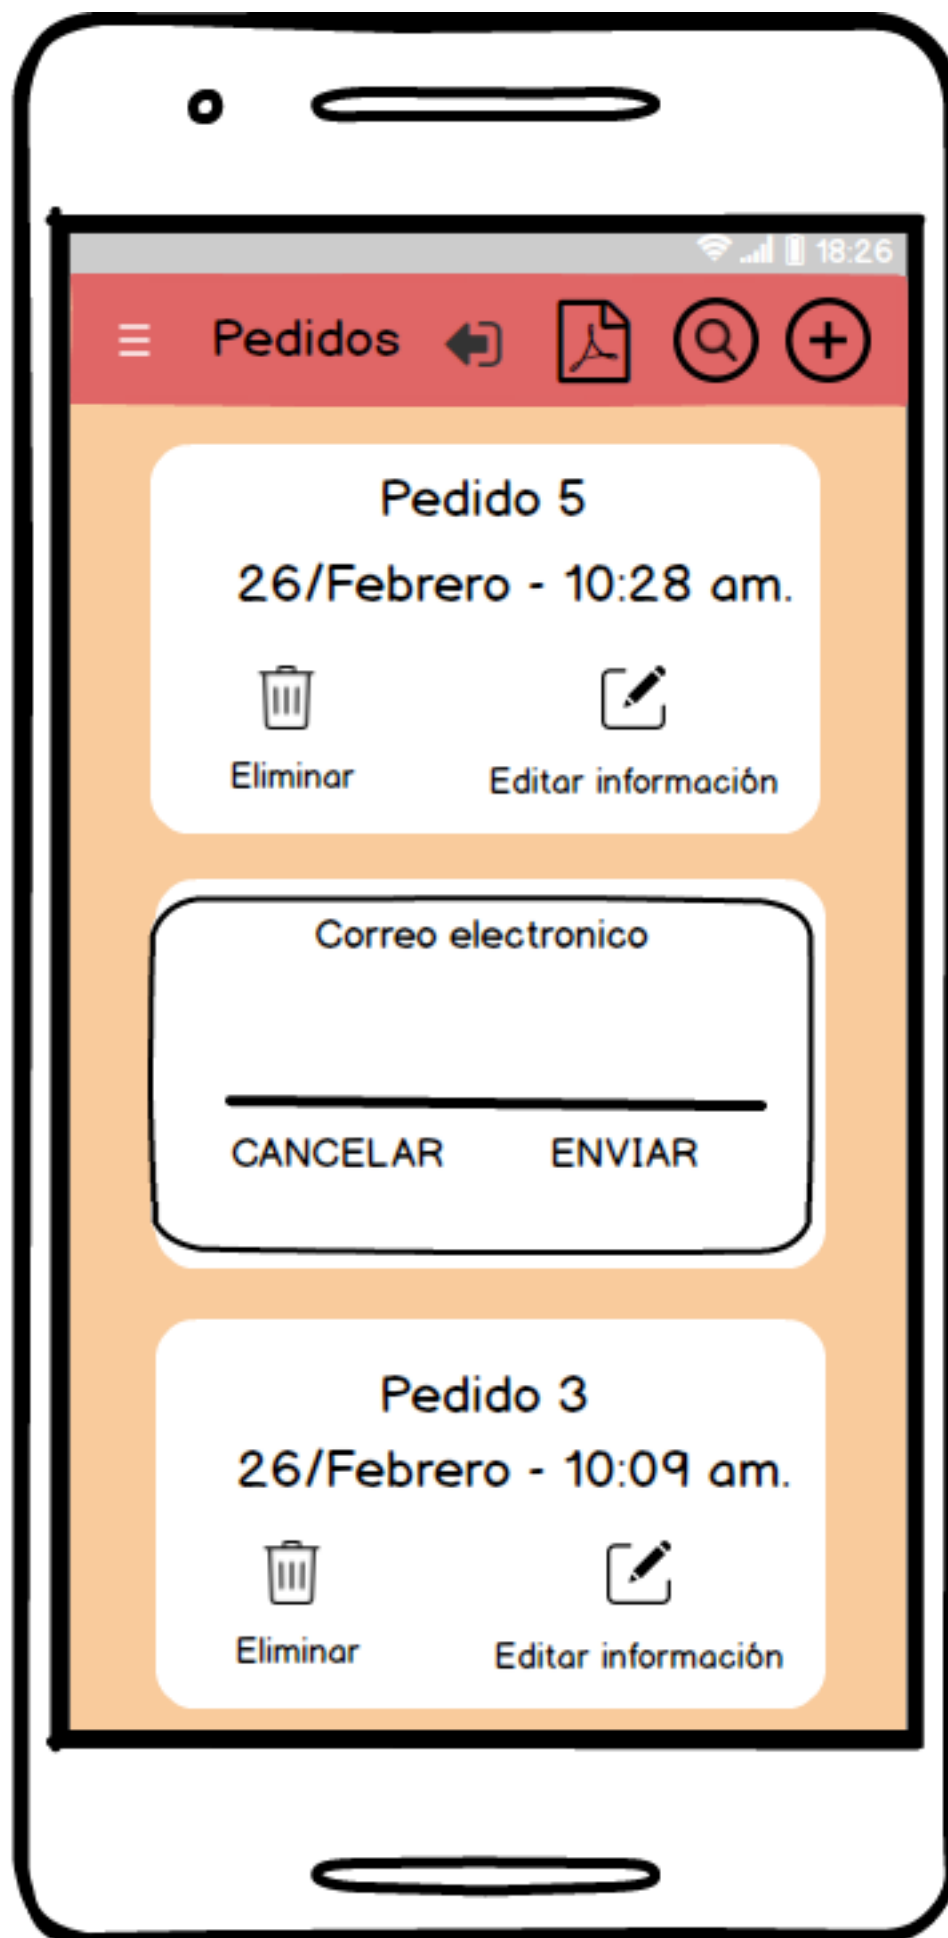 18:26
Pedidos
Pedido 5
26/Febrero - 10:28 am.
Eliminar Editar información
Correo electronico
CANCELAR ENVIAR
Pedido 3
26/Febrero - 10:09 am.
Eliminar Editar información